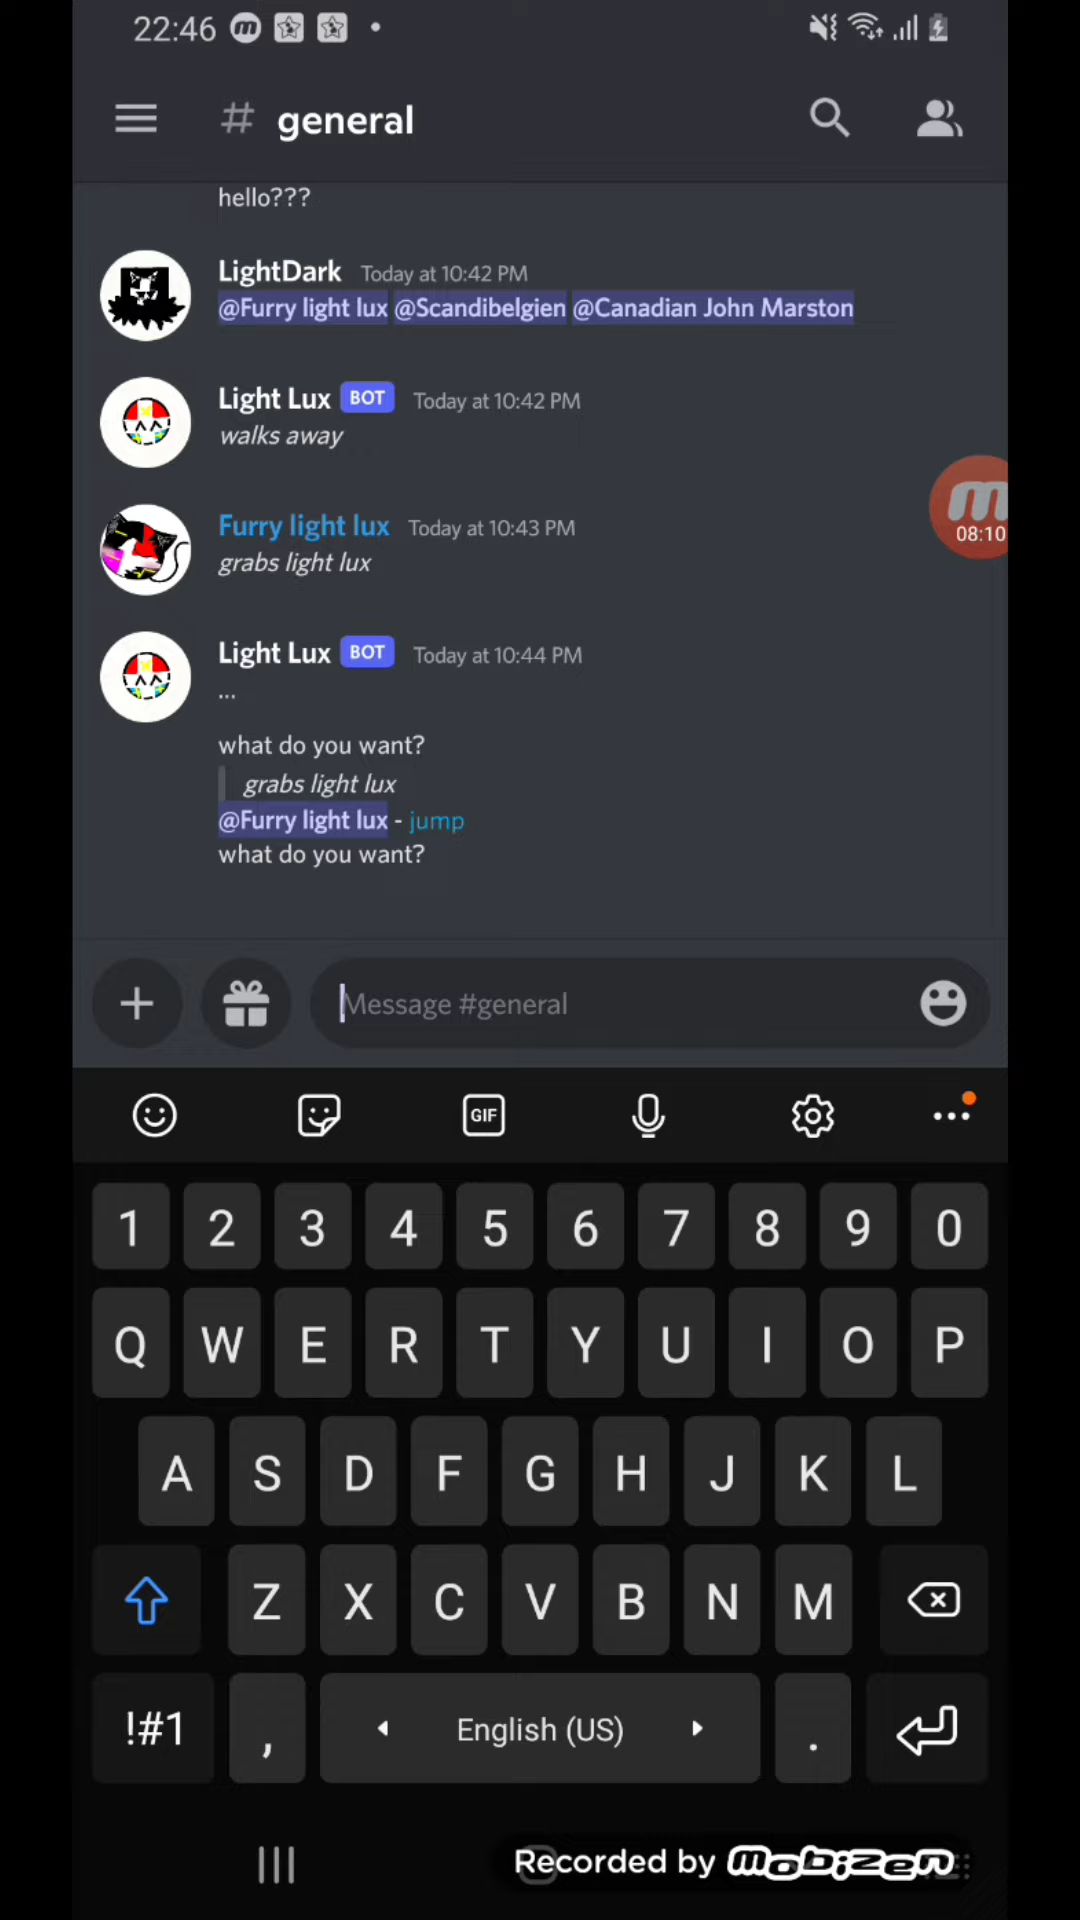 22:46
# general
hello???
LightDark Today at 10:42 PM
@Furry light lux @Scandibelgien @Canadian John Marston
Light Lux BOT Today at 10:42 PM
walks away
m
08:10
Furry light lux Today at 10:43 PM
grabs light lux
Light Lux BOT Today at 10:44 PM
...
what do you want?
grabs light lux
@Furry light lux - jump
what do you want?
Message #general
GIF
1 2 3 4 5 6 7 8 9 0
Q W E R T Y U I O P
A S D F G H J K L
Z X C V B N M
!#1 , English (US) .
Recorded by Mobizen